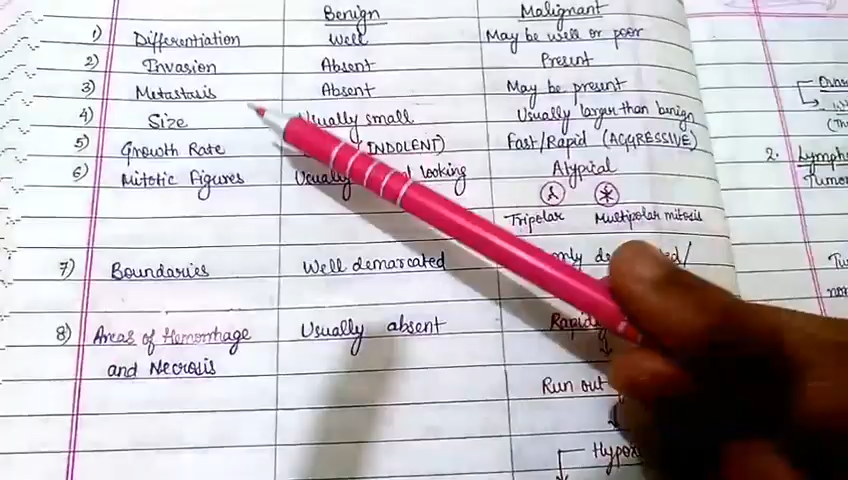 Benign Malignant
1) Differentiation Well May be well or poor
2) Invasion Absent Present
3) Metastasis Absent May be present
4) Size Usually small Usually larger than benign
5) Growth Rate (INDOLENT) Fast/Rapid (AGGRESSIVE)
6) Mitotic Figures Usually looking Atypical
Tripolar Multipolar mitosis
7) Boundaries Well demarcated
8) Areas of Hemorrhage Usually absent
and Necrosis
Run out
2. Lymph
Tumo